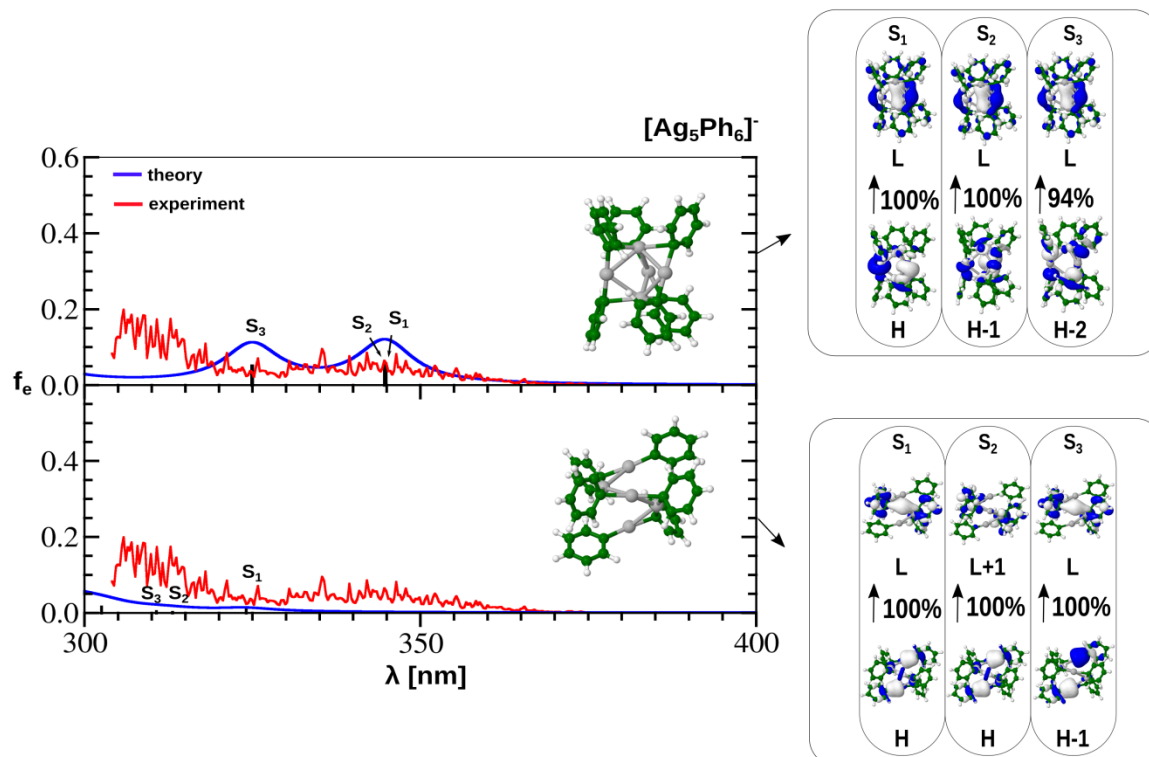 [Ag₅Ph₆]⁻
theory
experiment
0.6
0.4
0.2
0.0
S₃
S₂
S₁
fₑ
0.4
0.2
0.0
S₃
S₂
S₁
300
350
400
λ [nm]
S₁ S₂ S₃
L L L
100% 100% 94%
H H-1 H-2
S₁ S₂ S₃
L L+1 L
100% 100% 100%
H H H-1